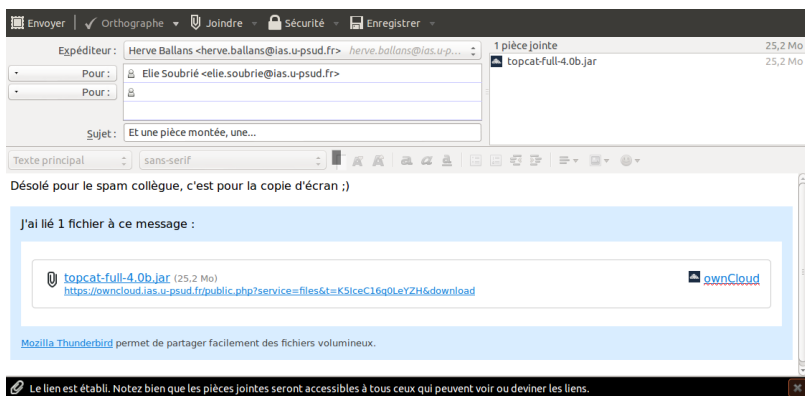 Envoyer Orthographe Joindre Sécurité Enregistrer
Expéditeur : Herve Ballans <herve.ballans@ias.u-psud.fr> herve.ballans@ias.u-p...
1 pièce jointe 25,2 Mo
topcat-full-4.0b.jar 25,2 Mo
Pour : Elie Soubrié <elie.soubrie@ias.u-psud.fr>
Pour :
Sujet : Et une pièce montée, une...
Texte principal sans-serif
Désolé pour le spam collègue, c'est pour la copie d'écran ;)
J'ai lié 1 fichier à ce message :
topcat-full-4.0b.jar (25,2 Mo) ownCloud
https://owncloud.ias.u-psud.fr/public.php?service=files&t=K5IceC16q0LeYZH&download
Mozilla Thunderbird permet de partager facilement des fichiers volumineux.
Le lien est établi. Notez bien que les pièces jointes seront accessibles à tous ceux qui peuvent voir ou deviner les liens.